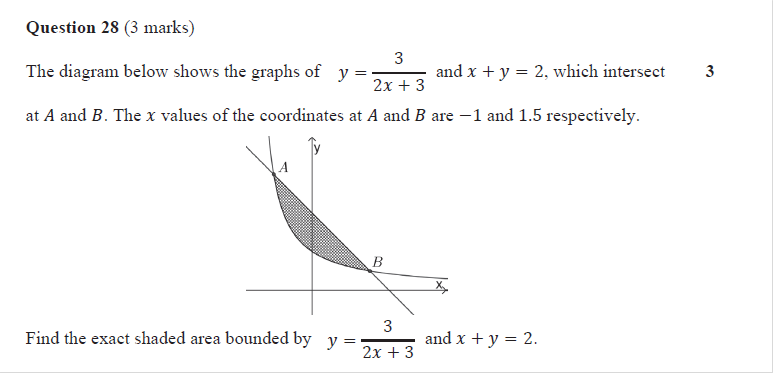 Question 28 (3 marks)
The diagram below shows the graphs of y = 3/(2x + 3) and x + y = 2, which intersect 3
at A and B. The x values of the coordinates at A and B are −1 and 1.5 respectively.
y
A
B
x
Find the exact shaded area bounded by y = 3/(2x + 3) and x + y = 2.